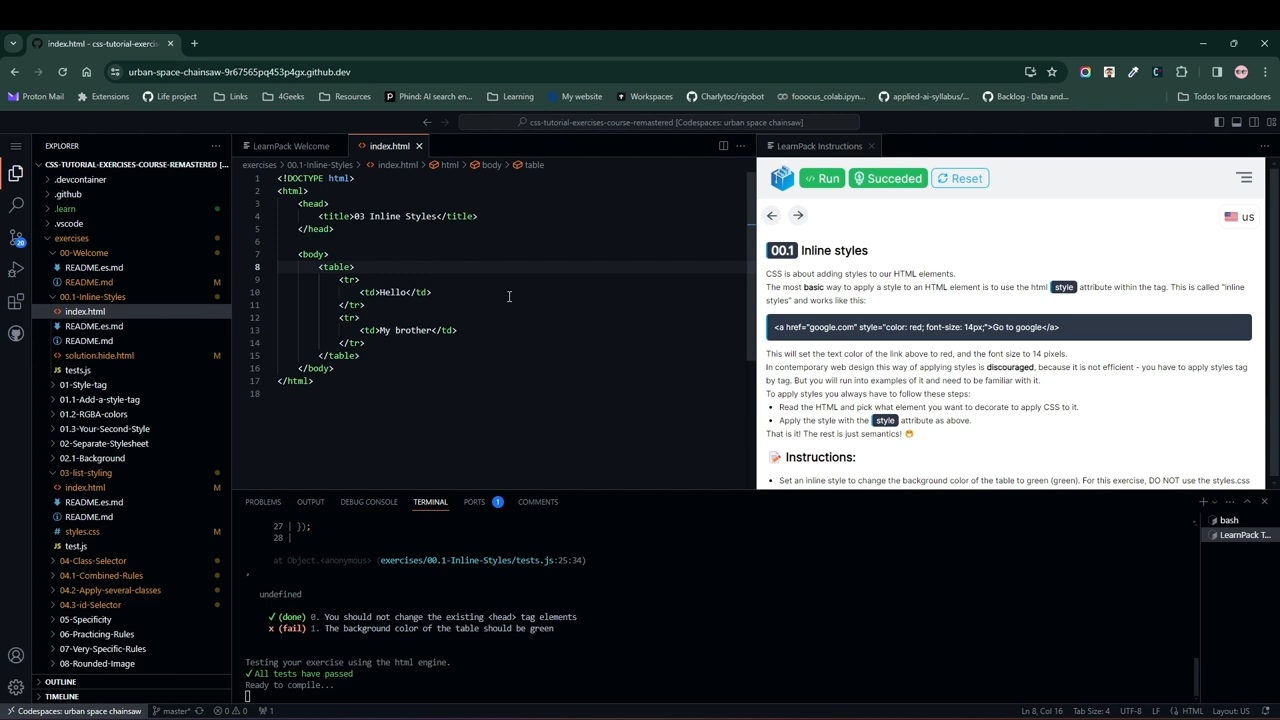 index.html - css-tutorial-exercis
urban-space-chainsaw-9r67565pq453p4gx.github.dev
Proton Mail Extensions Life project Links 4Geeks Resources Phind: AI search en... Learning My website Workspaces Charlytoc/rigobot fooocus_colab.ipyn... applied-ai-syllabus/... Backlog - Data and... Todos los marcadores
css-tutorial-exercises-course-remastered [Codespaces: urban space chainsaw]
EXPLORER
CSS-TUTORIAL-EXERCISES-COURSE-REMASTERED [...
.devcontainer
.github
.learn
.vscode
exercises
00-Welcome
README.es.md
README.md M
00.1-Inline-Styles
index.html
README.es.md
README.md
solution.hide.html M
tests.js
01-Style-tag
01.1-Add-a-style-tag
01.2-RGBA-colors
01.3-Your-Second-Style
02-Separate-Stylesheet
02.1-Background
03-list-styling
index.html M
README.es.md
README.md
styles.css M
test.js
04-Class-Selector
04.1-Combined-Rules
04.2-Apply-several-classes
04.3-id-Selector
05-Specificity
06-Practicing-Rules
07-Very-Specific-Rules
08-Rounded-Image
OUTLINE
TIMELINE
20
LearnPack Welcome index.html
exercises > 00.1-Inline-Styles > index.html > html > body > table
1 <!DOCTYPE html>
2 <html>
3 <head>
4 <title>03 Inline Styles</title>
5 </head>
6
7 <body>
8 <table>
9 <tr>
10 <td>Hello</td>
11 </tr>
12 <tr>
13 <td>My brother</td>
14 </tr>
15 </table>
16 </body>
17 </html>
18
LearnPack Instructions
Run Succeded Reset
us
00.1 Inline styles
CSS is about adding styles to our HTML elements.
The most basic way to apply a style to an HTML element is to use the html style attribute within the tag. This is called "inline
styles" and works like this:
<a href="google.com" style="color: red; font-size: 14px;">Go to google</a>
This will set the text color of the link above to red, and the font size to 14 pixels.
In contemporary web design this way of applying styles is discouraged, because it is not efficient - you have to apply styles tag
by tag. But you will run into examples of it and need to be familiar with it.
To apply styles you always have to follow these steps:
• Read the HTML and pick what element you want to decorate to apply CSS to it.
• Apply the style with the style attribute as above.
That is it! The rest is just semantics! 😁
📝 Instructions:
• Set an inline style to change the background color of the table to green (green). For this exercise, DO NOT use the styles.css
PROBLEMS OUTPUT DEBUG CONSOLE TERMINAL PORTS 1 COMMENTS
27 | });
28 |
at Object.<anonymous> (exercises/00.1-Inline-Styles/tests.js:25:34)
,
undefined
✓ (done) 0. You should not change the existing <head> tag elements
x (fail) 1. The background color of the table should be green
Testing your exercise using the html engine.
✓ All tests have passed
Ready to compile...
bash
LearnPack T...
Codespaces: urban space chainsaw master* 0 0 1 Ln 8, Col 16 Tab Size: 4 UTF-8 LF HTML Layout: US